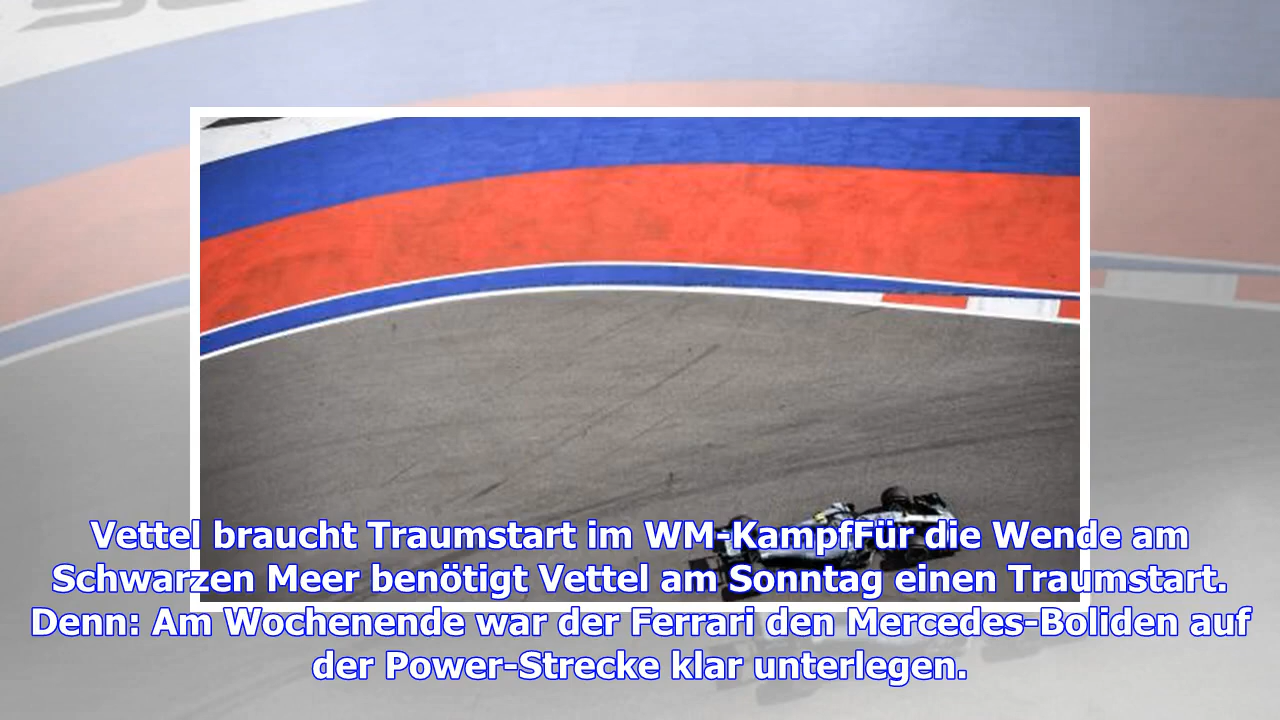 Vettel braucht Traumstart im WM-KampfFür die Wende am
Schwarzen Meer benötigt Vettel am Sonntag einen Traumstart.
Denn: Am Wochenende war der Ferrari den Mercedes-Boliden auf
der Power-Strecke klar unterlegen.